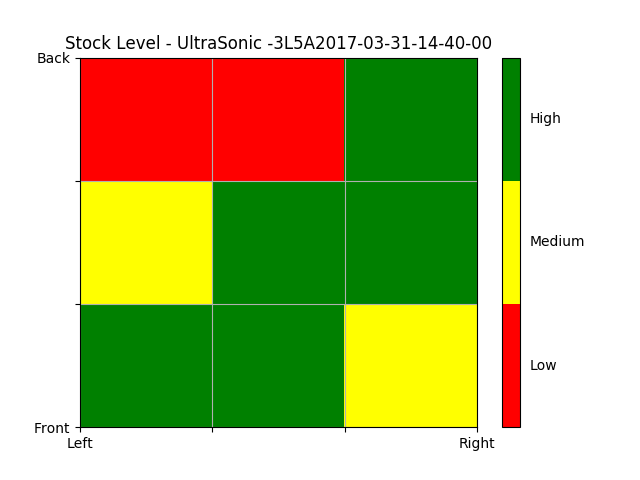 Stock Level - UltraSonic -3L5A2017-03-31-14-40-00
Back
High
Medium
Low
Front
Left
Right